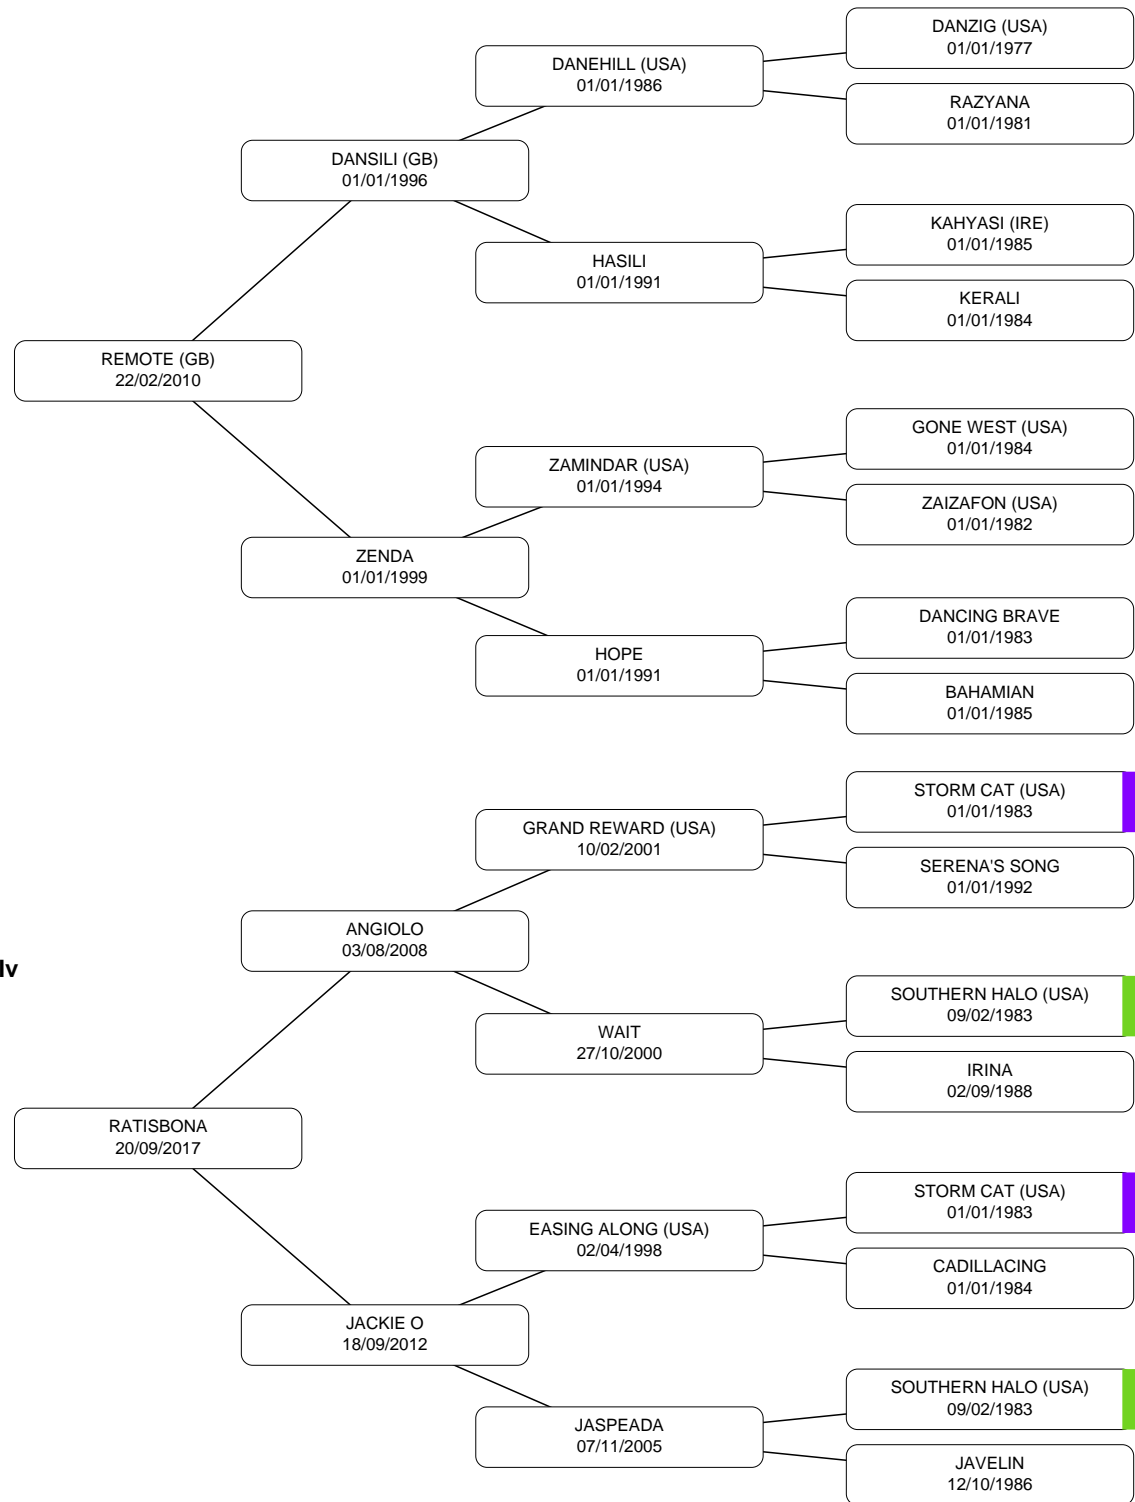 DANZIG (USA)
01/01/1977
DANEHILL (USA)
01/01/1986
RAZYANA
01/01/1981
DANSILI (GB)
01/01/1996
KAHYASI (IRE)
01/01/1985
HASILI
01/01/1991
KERALI
01/01/1984
REMOTE (GB)
22/02/2010
GONE WEST (USA)
01/01/1984
ZAMINDAR (USA)
01/01/1994
ZAIZAFON (USA)
01/01/1982
ZENDA
01/01/1999
DANCING BRAVE
01/01/1983
HOPE
01/01/1991
BAHAMIAN
01/01/1985
STORM CAT (USA)
01/01/1983
GRAND REWARD (USA)
10/02/2001
SERENA'S SONG
01/01/1992
ANGIOLO
03/08/2008
SOUTHERN HALO (USA)
09/02/1983
WAIT
27/10/2000
IRINA
02/09/1988
RATISBONA
20/09/2017
STORM CAT (USA)
01/01/1983
EASING ALONG (USA)
02/04/1998
CADILLACING
01/01/1984
JACKIE O
18/09/2012
SOUTHERN HALO (USA)
09/02/1983
JASPEADA
07/11/2005
JAVELIN
12/10/1986